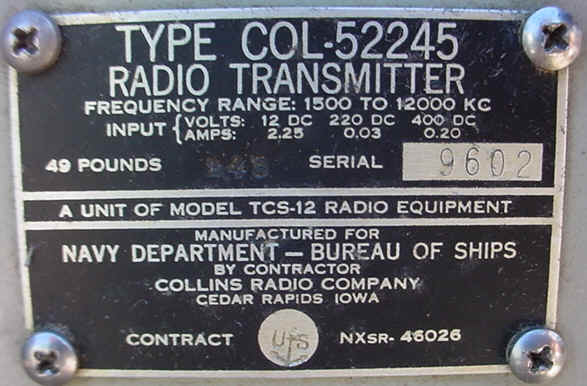 TYPE COL-52245
RADIO TRANSMITTER
FREQUENCY RANGE: 1500 TO 12000 KC
INPUT { VOLTS: 12 DC 220 DC 400 DC
AMPS: 2.25 0.03 0.20
49 POUNDS SERIAL 9602
A UNIT OF MODEL TCS-12 RADIO EQUIPMENT
MANUFACTURED FOR
NAVY DEPARTMENT — BUREAU OF SHIPS
BY CONTRACTOR
COLLINS RADIO COMPANY
CEDAR RAPIDS, IOWA
CONTRACT US NXSR- 46026